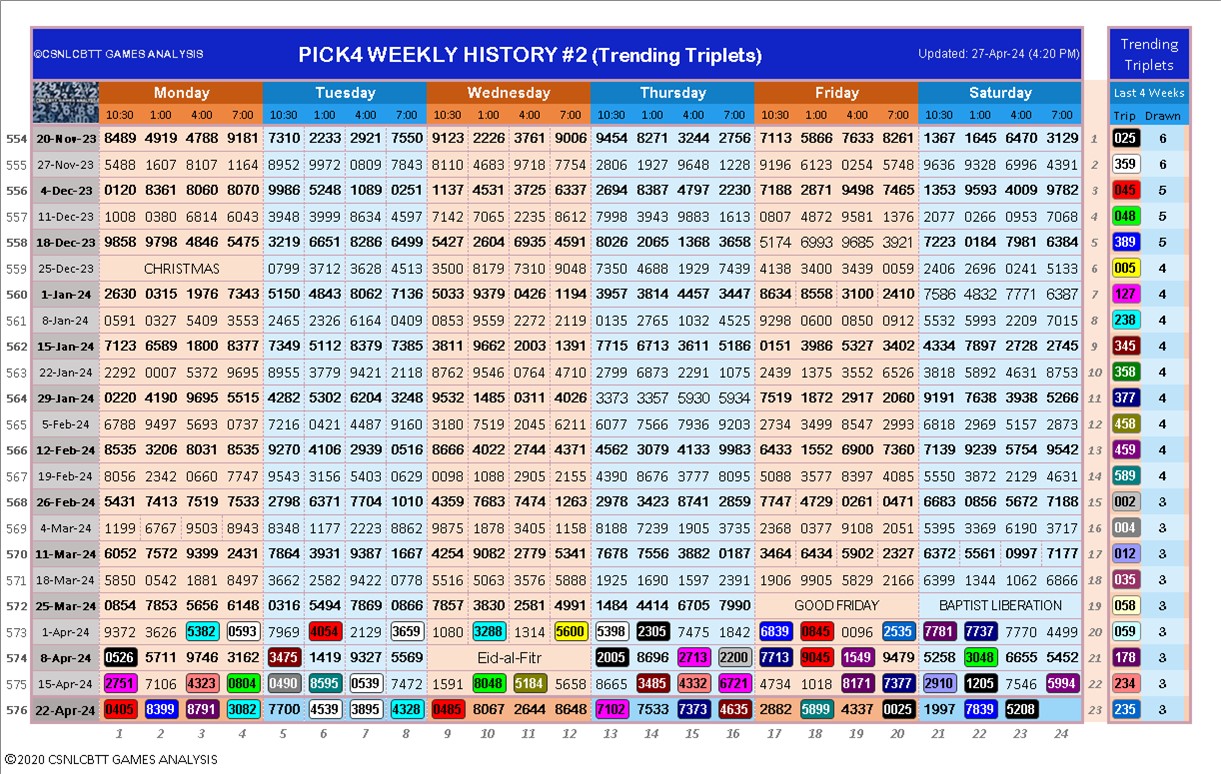 ©CSNLCBTT GAMES ANALYSIS PICK4 WEEKLY HISTORY #2 (Trending Triplets) Updated: 27-Apr-24 (4:20 PM) Trending
Triplets
Monday Tuesday Wednesday Thursday Friday Saturday Last 4 Weeks
10:30 1:00 4:00 7:00 10:30 1:00 4:00 7:00 10:30 1:00 4:00 7:00 10:30 1:00 4:00 7:00 10:30 1:00 4:00 7:00 10:30 1:00 4:00 7:00 Trip Drawn
554 20-Nov-23 8489 4919 4788 9181 7310 2233 2921 7550 9123 2226 3761 9006 9454 8271 3244 2756 7113 5866 7633 8261 1367 1645 6470 3129 1 025 6
555 27-Nov-23 5488 1607 8107 1164 8952 9972 0809 7843 8110 4683 9718 7754 2806 1927 9648 1228 9196 6123 0254 5748 9636 9328 6996 4391 2 359 6
556 4-Dec-23 0120 8361 8060 8070 9986 5248 1089 0251 1137 4531 3725 6337 2694 8387 4797 2230 7188 2871 9498 7465 1353 9593 4009 9782 3 045 5
557 11-Dec-23 1008 0380 6814 6043 3948 3999 8634 4597 7142 7065 2235 8612 7998 3943 9883 1613 0807 4872 9581 1376 2077 0266 0953 7068 4 048 5
558 18-Dec-23 9858 9798 4846 5475 3219 6651 8286 6499 5427 2604 6935 4591 8026 2065 1368 3658 5174 6993 9685 3921 7223 0184 7981 6384 5 389 5
559 25-Dec-23 CHRISTMAS 0799 3712 3628 4513 3500 8179 7310 9048 7350 4688 1929 7439 4138 3400 3439 0059 2406 2696 0241 5133 6 005 4
560 1-Jan-24 2630 0315 1976 7343 5150 4843 8062 7136 5033 9379 0426 1194 3957 3814 4457 3447 8634 8558 3100 2410 7586 4832 7771 6387 7 127 4
561 8-Jan-24 0591 0327 5409 3553 2465 2326 6164 0409 0853 9559 2272 2119 0135 2765 1032 4525 9298 0600 0850 0912 5532 5993 2209 7015 8 238 4
562 15-Jan-24 7123 6589 1800 8377 7349 5112 8379 7385 3811 9662 2003 1391 7715 6713 3611 5186 0151 3986 5327 3402 4334 7897 2728 2745 9 345 4
563 22-Jan-24 2292 0007 5372 9695 8955 3779 9421 2118 8762 9546 0764 4710 2799 6873 2291 1075 2439 1375 3552 6526 3818 5892 4631 8753 10 358 4
564 29-Jan-24 0220 4190 9695 5515 4282 5302 6204 3248 9532 1485 0311 4026 3373 3357 5930 5934 7519 1872 2917 2060 9191 7638 3938 5266 11 377 4
565 5-Feb-24 6788 9497 5693 0737 7216 0421 4487 9160 3180 7519 2045 6211 6077 7566 7936 9203 2734 3499 8547 2993 6818 2969 5157 2873 12 458 4
566 12-Feb-24 8535 3206 8031 8535 9270 4106 2939 0516 8666 4022 2744 4371 4562 3079 4133 9983 6433 1552 6900 7360 7139 9239 5754 9542 13 459 4
567 19-Feb-24 8056 2342 0660 7747 9543 3156 5403 0629 0098 1088 2905 2155 4390 8676 3777 8095 5088 3577 8397 4085 5550 3872 2129 4631 14 589 4
568 26-Feb-24 5431 7413 7519 7533 2798 6371 7704 1010 4359 7683 7474 1263 2978 3423 8741 2859 7747 4729 0261 0471 6683 0856 5672 7188 15 002 3
569 4-Mar-24 1199 6767 9503 8943 8348 1177 2223 8862 9875 1878 3405 1158 8188 7239 1905 3735 2368 0377 9108 2051 5395 3369 6190 3717 16 004 3
570 11-Mar-24 6052 7572 9399 2431 7864 3931 9387 1667 4254 9082 2779 5341 7678 7556 3882 0187 3464 6434 5902 2327 6372 5561 0997 7177 17 012 3
571 18-Mar-24 5850 0542 1881 8497 3662 2582 9422 0778 5516 5063 3576 5888 1925 1690 1597 2391 1906 9905 5829 2166 6399 1344 1062 6866 18 035 3
572 25-Mar-24 0854 7853 5656 6148 0316 5494 7869 0866 7857 3830 2581 4991 1484 4414 6705 7990 GOOD FRIDAY BAPTIST LIBERATION 19 058 3
573 1-Apr-24 9372 3626 5382 0593 7969 4054 2129 3659 1080 3288 1314 5600 5398 2305 7475 1842 6839 0845 0096 2535 7781 7737 7770 4499 20 059 3
574 8-Apr-24 0526 5711 9746 3162 3475 1419 9327 5569 Eid-al-Fitr 2005 8696 2713 2200 7713 9045 1549 9479 5258 3048 6655 5452 21 178 3
575 15-Apr-24 2751 7106 4323 0804 0490 8595 0539 7472 1591 8048 5184 5658 8665 3485 4332 6721 4734 1018 8171 7377 2910 1205 7546 5994 22 234 3
576 22-Apr-24 0405 8399 8791 3082 7700 4539 3895 4328 0485 8067 2644 8648 7102 7533 7373 4635 2882 5899 4337 0025 1997 7839 5208 23 235 3
1 2 3 4 5 6 7 8 9 10 11 12 13 14 15 16 17 18 19 20 21 22 23 24
©2020 CSNLCBTT GAMES ANALYSIS